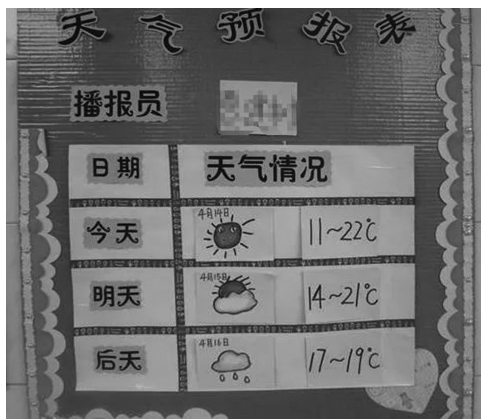 天气预报表
播报员
日期 天气情况
今天 4月14日 11~22℃
明天 4月15日 14~21℃
后天 4月16日 17~19℃